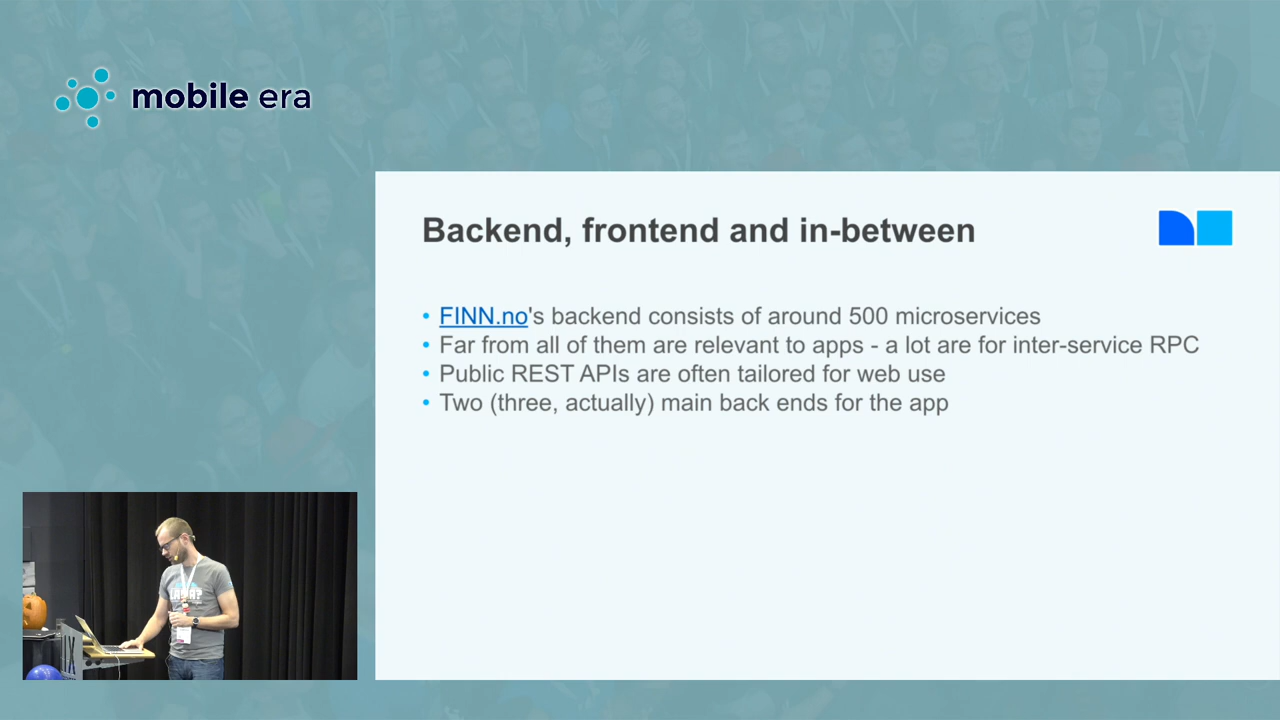 mobile era
Backend, frontend and in-between
• FINN.no's backend consists of around 500 microservices
• Far from all of them are relevant to apps - a lot are for inter-service RPC
• Public REST APIs are often tailored for web use
• Two (three, actually) main back ends for the app